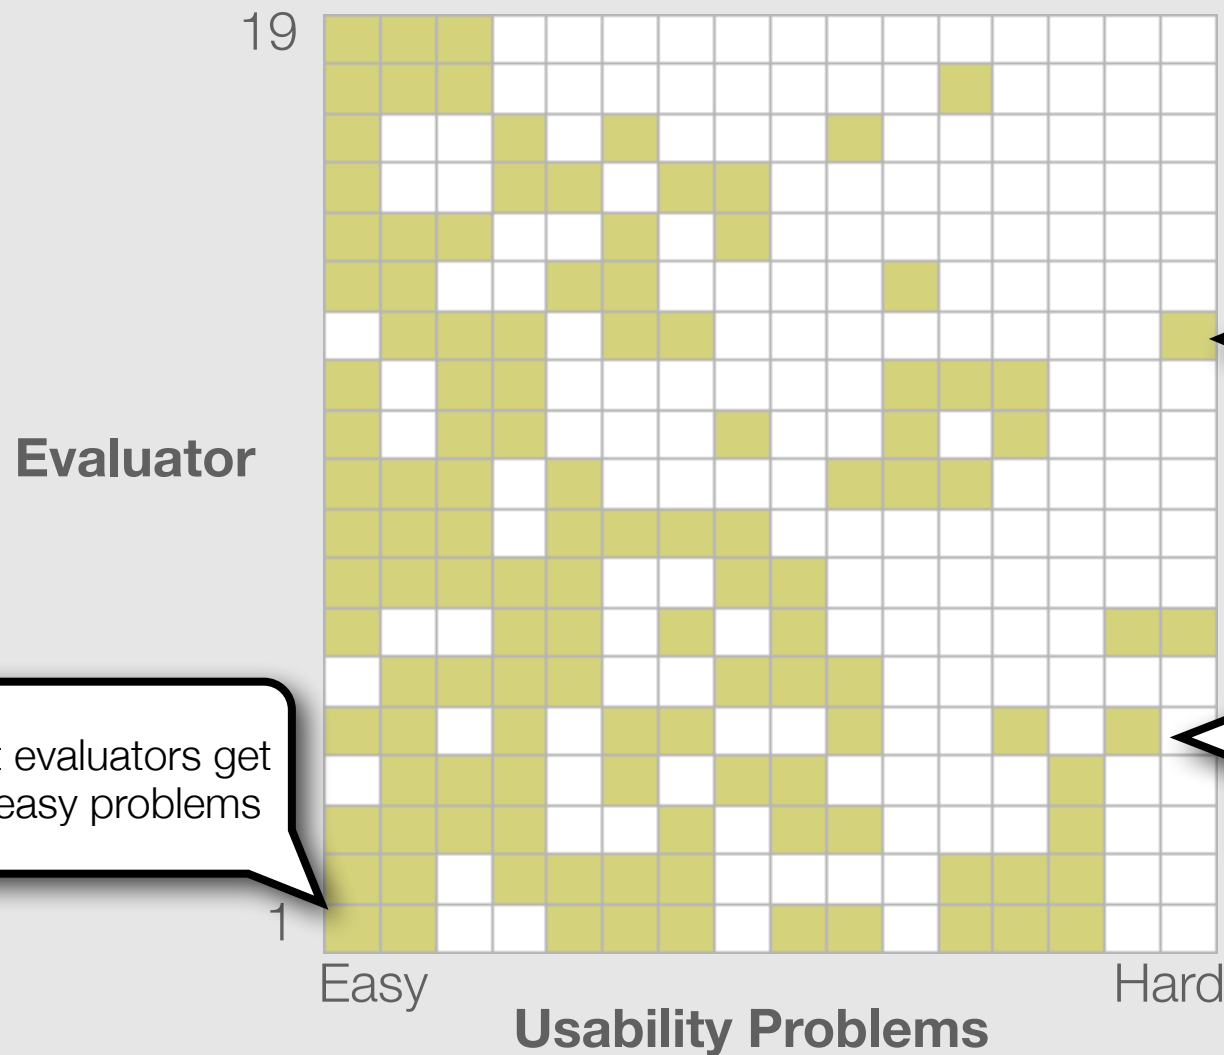 19
Evaluator
evaluators get
easy problems
1
Easy
Hard
Usability Problems